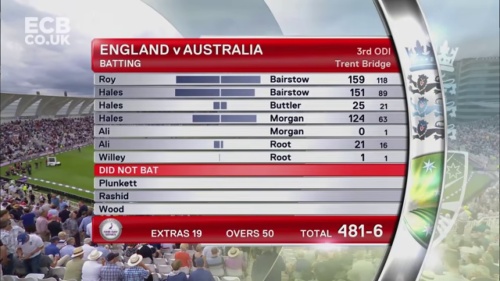 ECB
CO.UK
ENGLAND v AUSTRALIA 3rd ODI
BATTING Trent Bridge
Roy Bairstow 159 118
Hales Bairstow 151 89
Hales Buttler 25 21
Hales Morgan 124 63
Ali Morgan 0 1
Ali Root 21 16
Willey Root 1 1
DID NOT BAT
Plunkett
Rashid
Wood
EXTRAS 19 OVERS 50 TOTAL 481-6